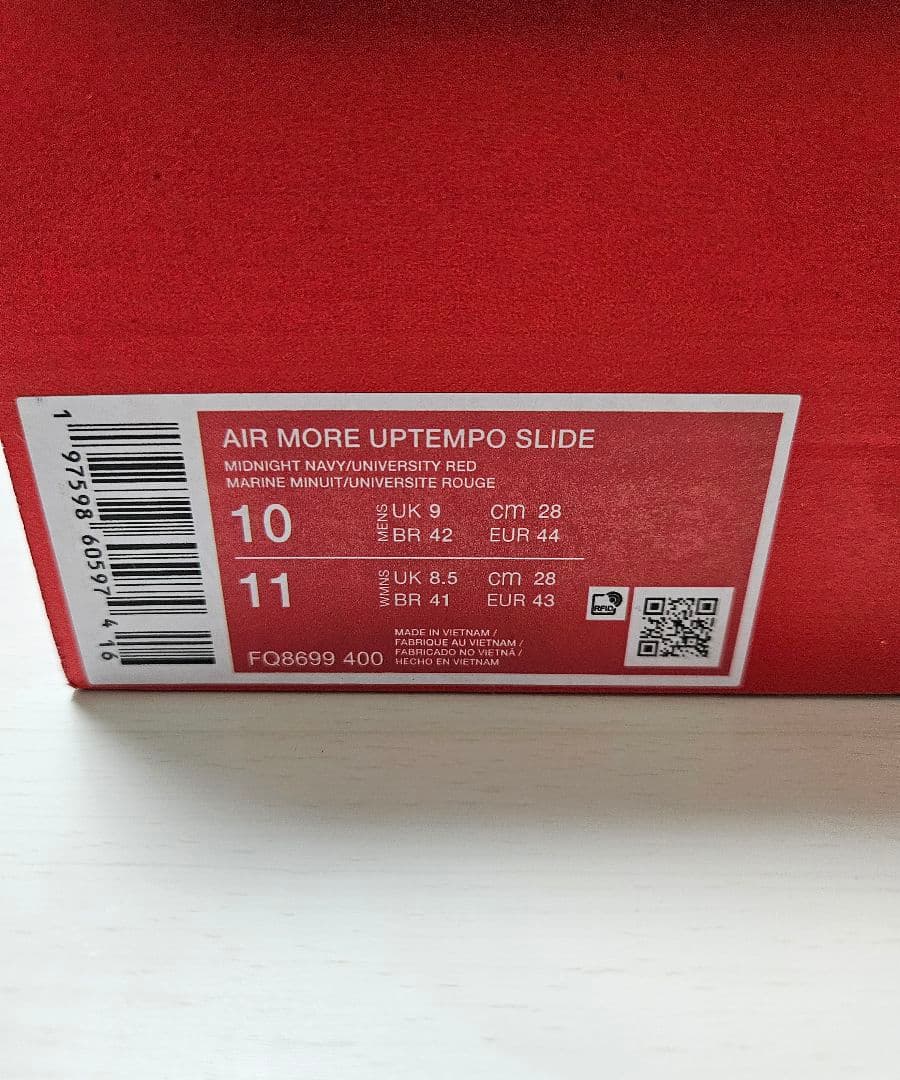 AIR MORE UPTEMPO SLIDE
MIDNIGHT NAVY/UNIVERSITY RED
MARINE MINUIT/UNIVERSITE ROUGE
10 MENS UK 9 cm 28
BR 42 EUR 44
11 WMNS UK 8.5 cm 28
BR 41 EUR 43
RFID
MADE IN VIETNAM /
FABRIQUE AU VIETNAM /
FABRICADO NO VIETNÃ /
HECHO EN VIETNAM
FQ8699 400
1 97598 60597 4 16